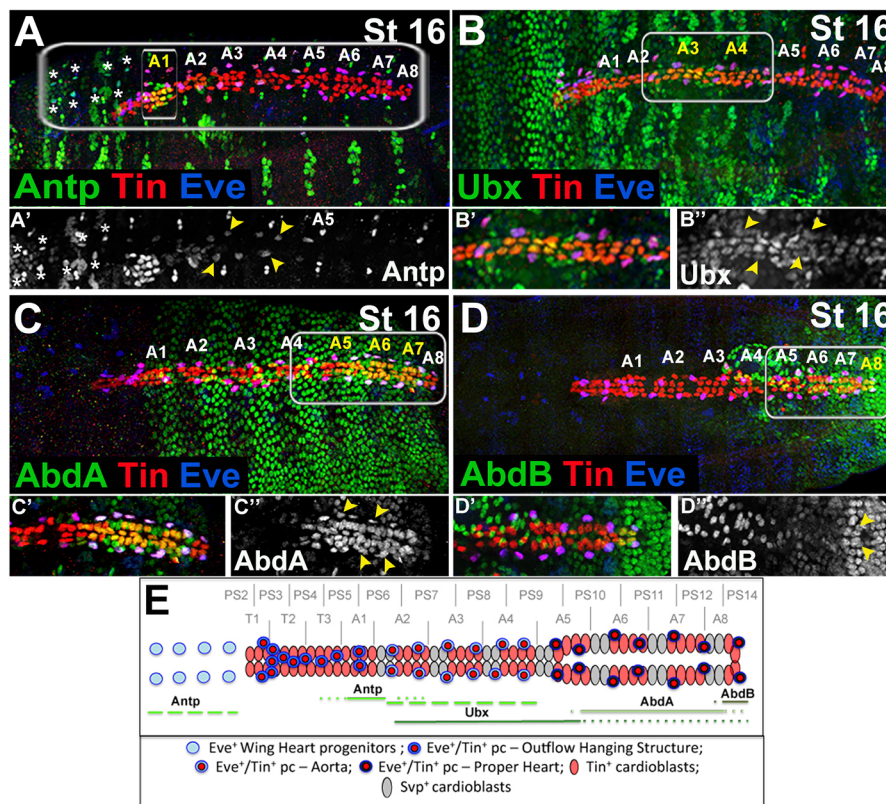 A St 16
A1 A2 A3 A4 A5 A6 A7 A8
* * * * * * * * *
Antp Tin Eve
B St 16
A1 A2 A3 A4 A5 A6 A7 A8
Ubx Tin Eve
A' A5
* * * * * * * * *
Antp
B'
B''
Ubx
C St 16
A1 A2 A3 A4 A5 A6 A7 A8
AbdA Tin Eve
D St 16
A1 A2 A3 A4 A5 A6 A7 A8
AbdB Tin Eve
C'
C''
AbdA
D'
D''
AbdB
E
PS2 PS3 PS4 PS5 PS6 PS7 PS8 PS9 PS10 PS11 PS12 PS14
T1 T2 T3 A1 A2 A3 A4 A5 A6 A7 A8
Antp Antp Ubx AbdA AbdB
Eve+ Wing Heart progenitors ; Eve+/Tin+ pc – Outflow Hanging Structure;
Eve+/Tin+ pc – Aorta; Eve+/Tin+ pc – Proper Heart; Tin+ cardioblasts;
Svp+ cardioblasts